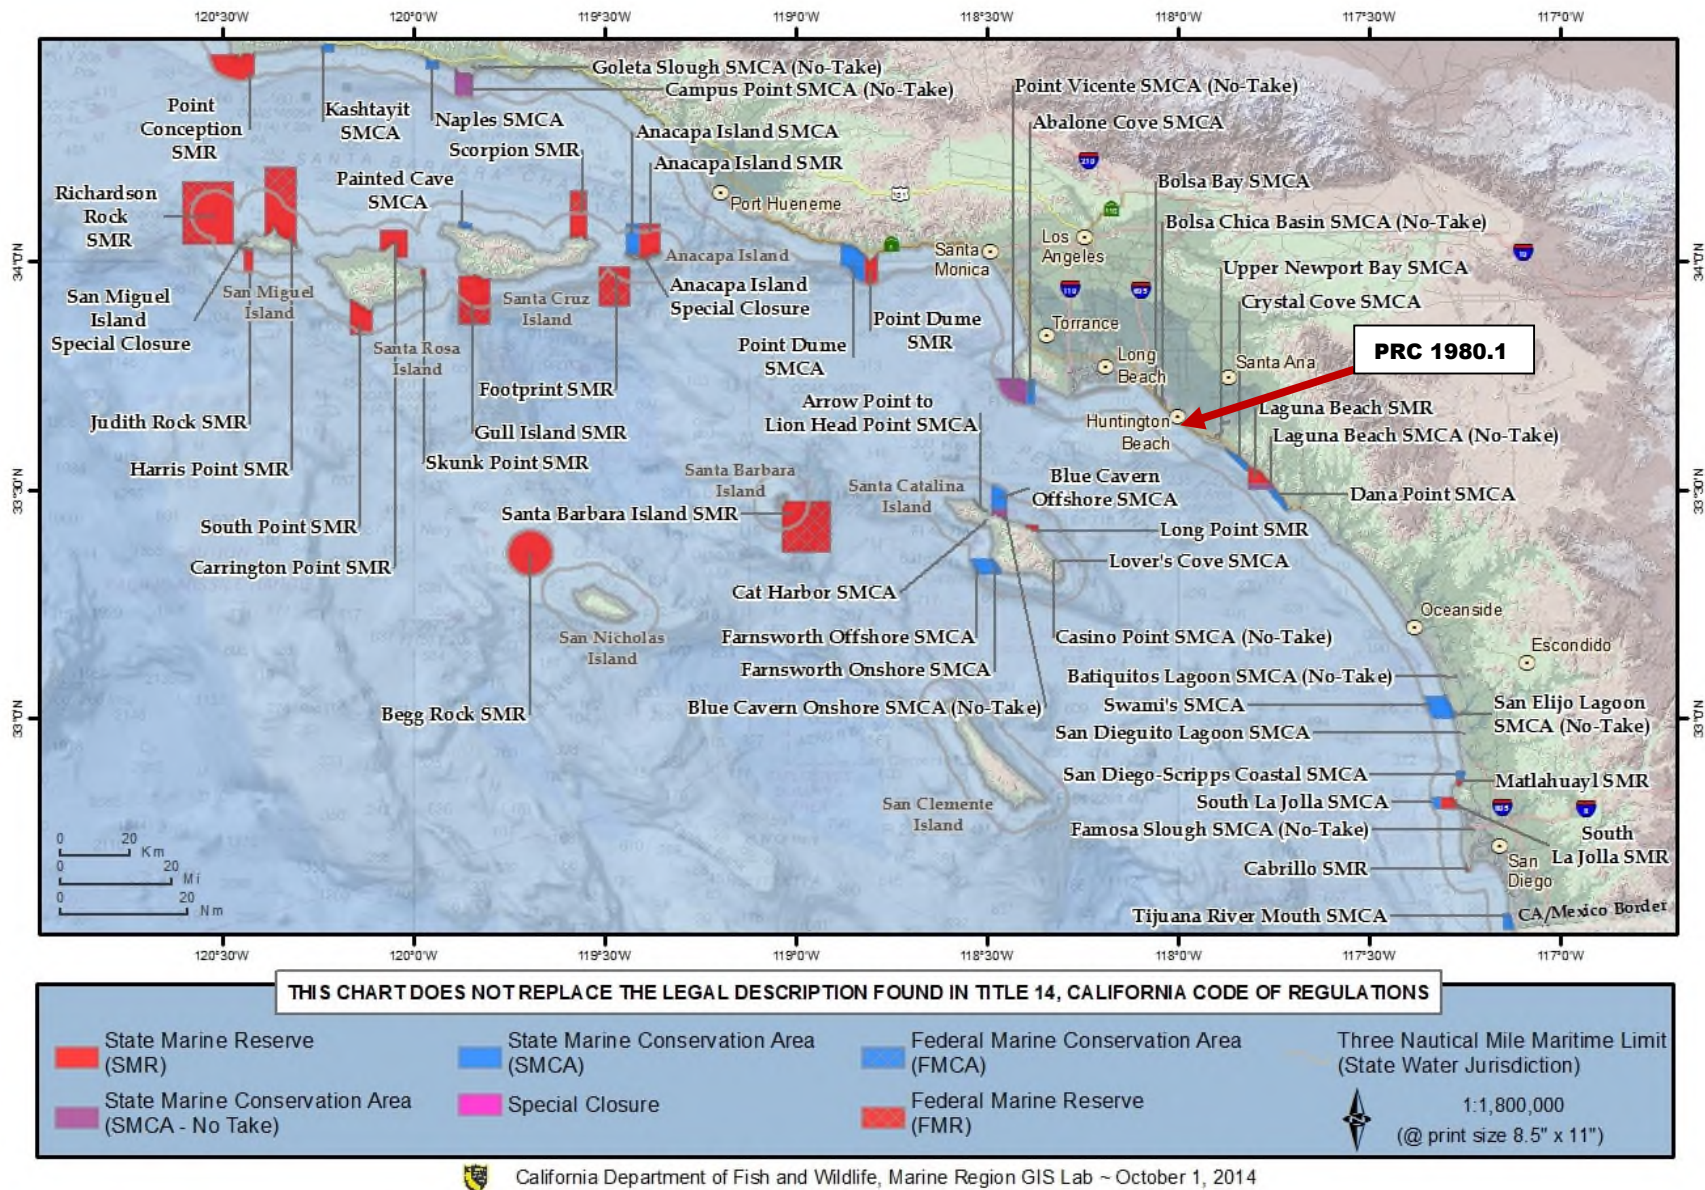 120°30'W 120°0'W 119°30'W 119°0'W 118°30'W 118°0'W 117°30'W 117°0'W
Goleta Slough SMCA (No-Take)
Campus Point SMCA (No-Take)
Point Vicente SMCA (No-Take)
Point
Conception
SMR
Kashtayit
SMCA
Naples SMCA
Scorpion SMR
Anacapa Island SMCA
Anacapa Island SMR
Abalone Cove SMCA
Richardson
Rock
SMR
Painted Cave
SMCA
Port Hueneme
101
210
110
Bolsa Bay SMCA
Bolsa Chica Basin SMCA (No-Take)
Santa
Monica
Los
Angeles
10
34°0'N
34°0'N
Anacapa Island
Anacapa Island
Special Closure
Upper Newport Bay SMCA
Crystal Cove SMCA
San Miguel
Island
Special Closure
San Miguel
Island
Santa Cruz
Island
Santa Rosa
Island
110
605
Point Dume
SMR
Point Dume
SMCA
Torrance
Long
Beach
Santa Ana
PRC 1980.1
Footprint SMR
Judith Rock SMR
Gull Island SMR
Harris Point SMR
Skunk Point SMR
Arrow Point to
Lion Head Point SMCA
Huntington
Beach
Laguna Beach SMR
Laguna Beach SMCA (No-Take)
Santa Barbara
Island
Santa Catalina
Island
Blue Cavern
Offshore SMCA
Dana Point SMCA
33°30'N
33°30'N
South Point SMR
Santa Barbara Island SMR
Long Point SMR
Carrington Point SMR
Lover's Cove SMCA
Cat Harbor SMCA
San Nicholas
Island
Farnsworth Offshore SMCA
Casino Point SMCA (No-Take)
Oceanside
Escondido
Farnsworth Onshore SMCA
Batiquitos Lagoon SMCA (No-Take)
Begg Rock SMR
Blue Cavern Onshore SMCA (No-Take)
Swami's SMCA
San Elijo Lagoon
SMCA (No-Take)
33°0'N
33°0'N
San Dieguito Lagoon SMCA
San Diego-Scripps Coastal SMCA
Matlahuayl SMR
San Clemente
Island
South La Jolla SMCA
805
8
Famosa Slough SMCA (No-Take)
South
La Jolla SMR
Cabrillo SMR
San
Diego
Tijuana River Mouth SMCA
CA/Mexico Border
0 20
Km
0 20
Mi
0 20
Nm
120°30'W 120°0'W 119°30'W 119°0'W 118°30'W 118°0'W 117°30'W 117°0'W
THIS CHART DOES NOT REPLACE THE LEGAL DESCRIPTION FOUND IN TITLE 14, CALIFORNIA CODE OF REGULATIONS
State Marine Reserve
(SMR)
State Marine Conservation Area
(SMCA)
Federal Marine Conservation Area
(FMCA)
Three Nautical Mile Maritime Limit
(State Water Jurisdiction)
State Marine Conservation Area
(SMCA - No Take)
Special Closure
Federal Marine Reserve
(FMR)
1:1,800,000
(@ print size 8.5" x 11")
California Department of Fish and Wildlife, Marine Region GIS Lab ~ October 1, 2014